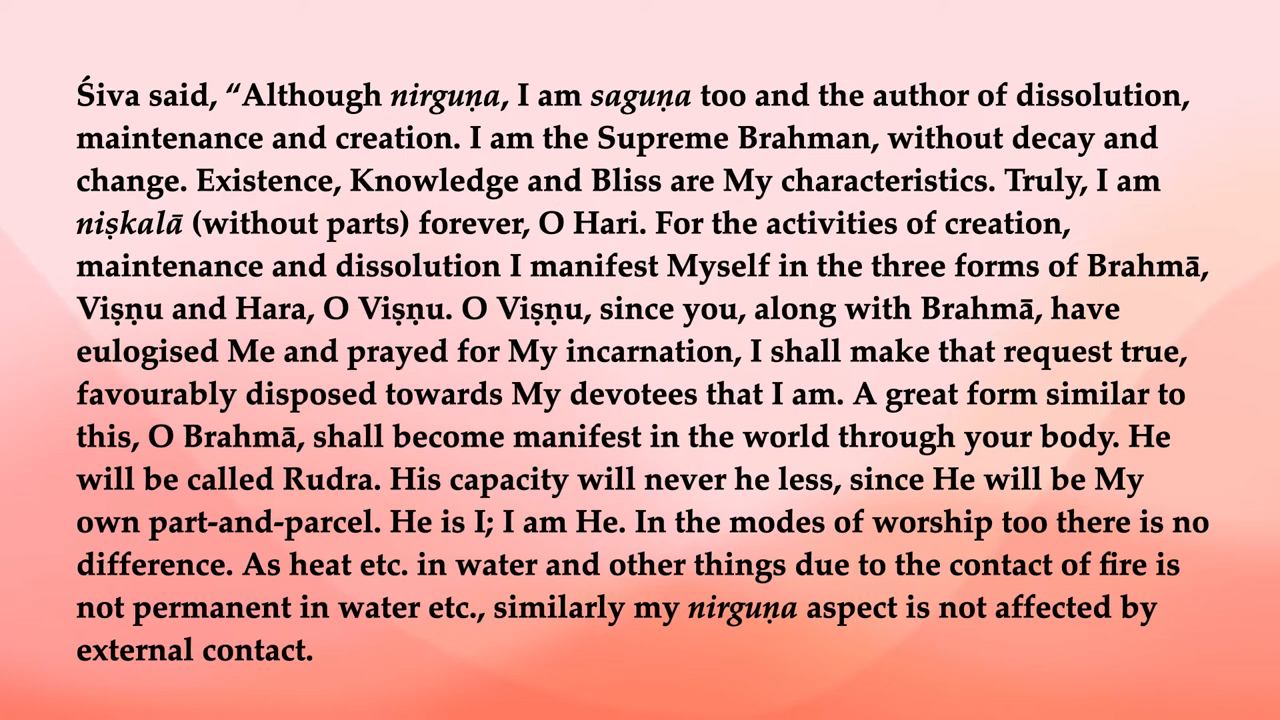 Śiva said, “Although nirguṇa, I am saguṇa too and the author of dissolution,
maintenance and creation. I am the Supreme Brahman, without decay and
change. Existence, Knowledge and Bliss are My characteristics. Truly, I am
niṣkalā (without parts) forever, O Hari. For the activities of creation,
maintenance and dissolution I manifest Myself in the three forms of Brahmā,
Viṣṇu and Hara, O Viṣṇu. O Viṣṇu, since you, along with Brahmā, have
eulogised Me and prayed for My incarnation, I shall make that request true,
favourably disposed towards My devotees that I am. A great form similar to
this, O Brahmā, shall become manifest in the world through your body. He
will be called Rudra. His capacity will never he less, since He will be My
own part-and-parcel. He is I; I am He. In the modes of worship too there is no
difference. As heat etc. in water and other things due to the contact of fire is
not permanent in water etc., similarly my nirguṇa aspect is not affected by
external contact.